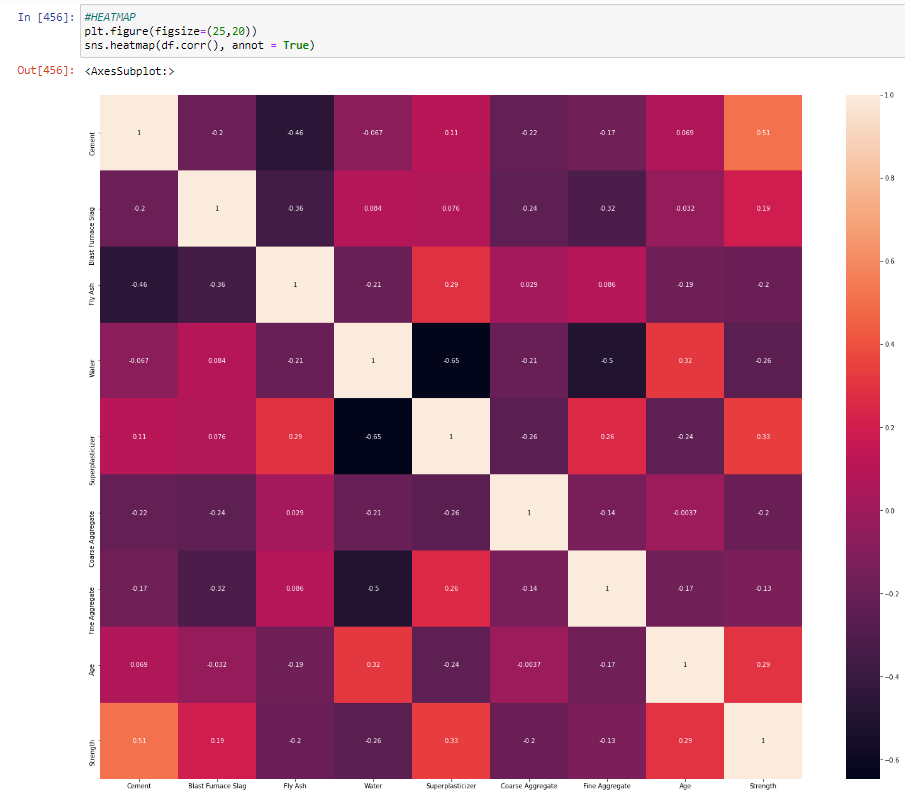 In [456]: #HEATMAP
plt.figure(figsize=(25,20))
sns.heatmap(df.corr(), annot = True)
Out[456]: <AxesSubplot:>
Cement 1 -0.2 -0.46 -0.067 0.11 -0.22 -0.17 0.069 0.51
Blast Furnace Slag -0.2 1 -0.36 0.084 0.076 -0.24 -0.32 -0.032 0.19
Fly Ash -0.46 -0.36 1 -0.21 0.29 0.029 0.086 -0.19 -0.2
Water -0.067 0.084 -0.21 1 -0.65 -0.21 -0.5 0.32 -0.26
Superplasticizer 0.11 0.076 0.29 -0.65 1 -0.26 0.26 -0.24 0.33
Coarse Aggregate -0.22 -0.24 0.029 -0.21 -0.26 1 -0.14 -0.0037 -0.2
Fine Aggregate -0.17 -0.32 0.086 -0.5 0.26 -0.14 1 -0.17 -0.13
Age 0.069 -0.032 -0.19 0.32 -0.24 -0.0037 -0.17 1 0.29
Strength 0.51 0.19 -0.2 -0.26 0.33 -0.2 -0.13 0.29 1
Cement Blast Furnace Slag Fly Ash Water Superplasticizer Coarse Aggregate Fine Aggregate Age Strength
1.0
0.8
0.6
0.4
0.2
0.0
-0.2
-0.4
-0.6